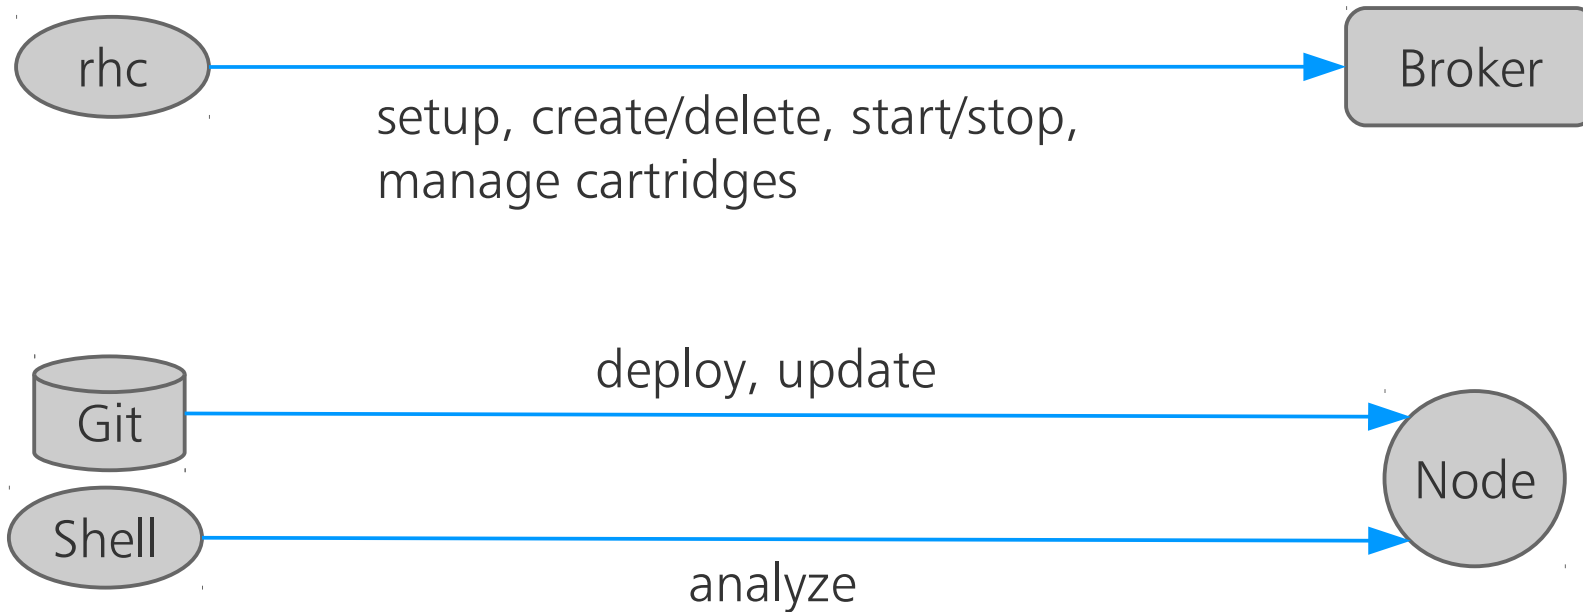 rhc
Broker
setup, create/delete, start/stop,
manage cartridges
deploy, update
Git
Node
Shell
analyze